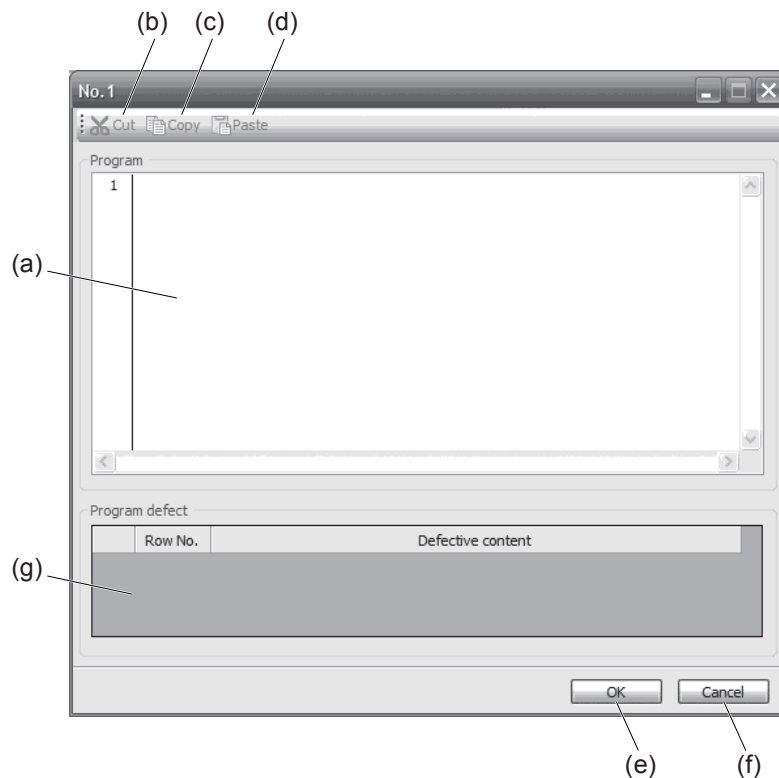 (b) (c) (d)
No.1
Cut Copy Paste
Program
1
(a)
Program defect
Row No. Defective content
(g)
OK Cancel
(e) (f)